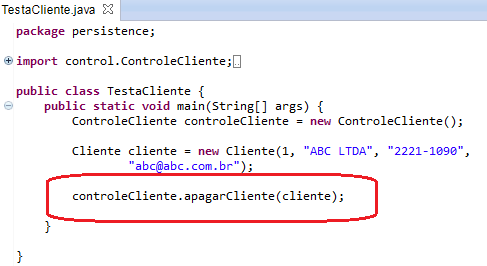 TestaCliente.java
package persistence;
import control.ControleCliente;
public class TestaCliente {
public static void main(String[] args) {
ControleCliente controleCliente = new ControleCliente();
Cliente cliente = new Cliente(1, "ABC LTDA", "2221-1090",
"abc@abc.com.br");
controleCliente.apagarCliente(cliente);
}
}